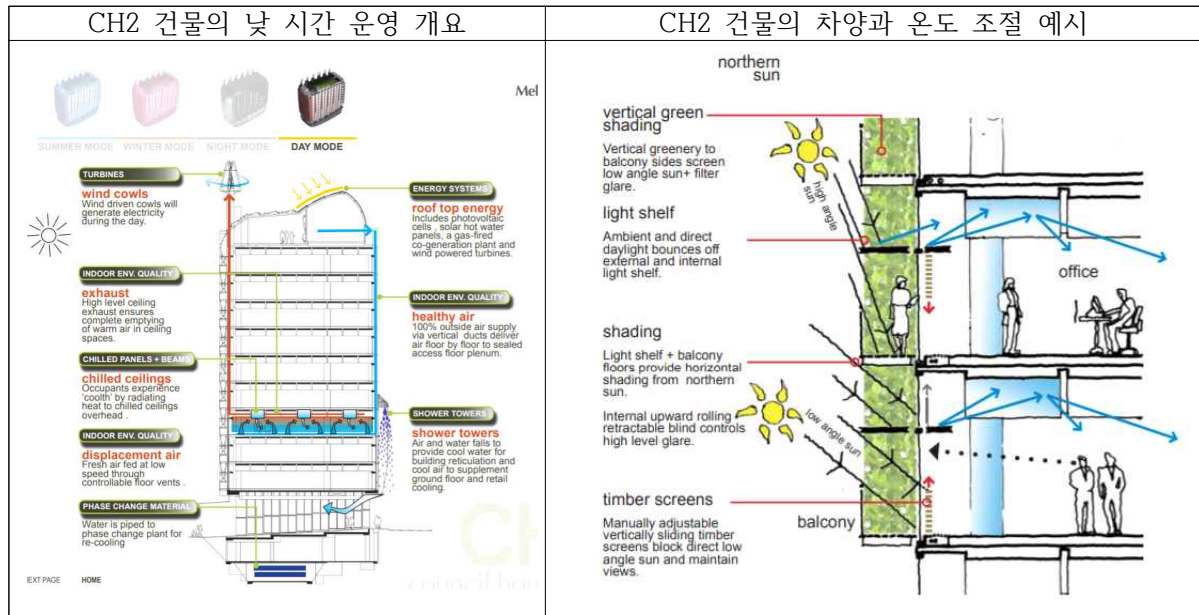 CH2 건물의 낮 시간 운영 개요
CH2 건물의 차양과 온도 조절 예시
Mel
SUMMER MODE
WINTER MODE
NIGHT MODE
DAY MODE
TURBINES
wind cowls
Wind driven cowls will
generate electricity
during the day.
INDOOR ENV. QUALITY
exhaust
High level ceiling
exhaust ensures
complete emptying
of warm air in ceiling
spaces.
CHILLED PANELS + BEAMS
chilled ceilings
Occupants experience
'coolth' by radiating
heat to chilled ceilings
overhead .
INDOOR ENV. QUALITY
displacement air
Fresh air fed at low
speed through
controllable floor vents .
PHASE CHANGE MATERIAL
Water is piped to
phase change plant for
re-cooling
ENERGY SYSTEMS
roof top energy
Includes photovoltaic
cells , solar hot water
panels, a gas-fired
co-generation plant and
wind powered turbines.
INDOOR ENV. QUALITY
healthy air
100% outside air supply
via vertical ducts deliver
air floor by floor to sealed
access floor plenum.
SHOWER TOWERS
shower towers
Air and water falls to
provide cool water for
building reticulation and
cool air to supplement
ground floor and retail
cooling.
CH
council hou
IEXT PAGE
HOME
northern
sun
vertical green
shading
Vertical greenery to
balcony sides screen
low angle sun+ filter
glare.
high angle
sun
light shelf
Ambient and direct
daylight bounces off
external and internal
light shelf.
office
shading
Light shelf + balcony
floors provide horizontal
shading from northern
sun.
Internal upward rolling
retractable blind controls
high level glare.
low angle sun
timber screens
Manually adjustable
vertically sliding timber
screens block direct low
angle sun and maintain
views.
balcony